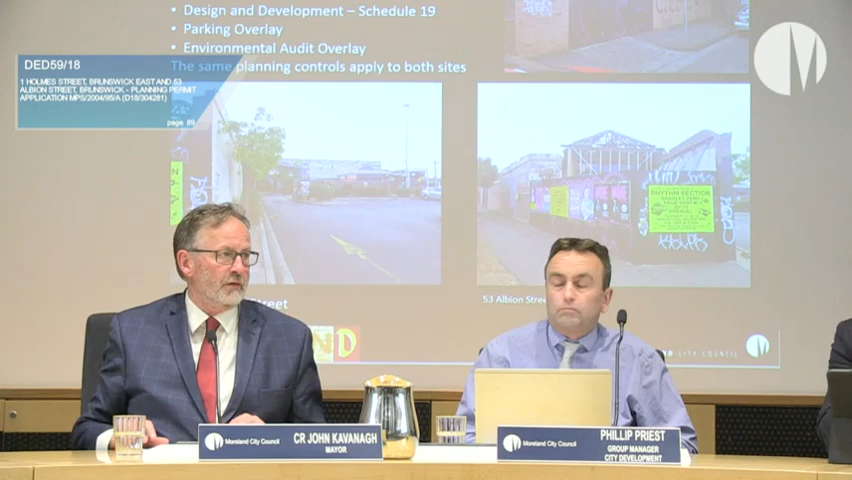 • Design and Development – Schedule 19
• Parking Overlay
• Environmental Audit Overlay
The same planning controls apply to both sites
DED59/18
1 HOLMES STREET, BRUNSWICK EAST AND 53
ALBION STREET, BRUNSWICK - PLANNING PERMIT
APPLICATION MPS/2004/95/A (D18/304281)
page 89
RHYTHM SECTION
Street
53 Albion Street
CITY COUNCIL
Moreland City Council
CR JOHN KAVANAGH
MAYOR
Moreland City Council
PHILLIP PRIEST
GROUP MANAGER
CITY DEVELOPMENT